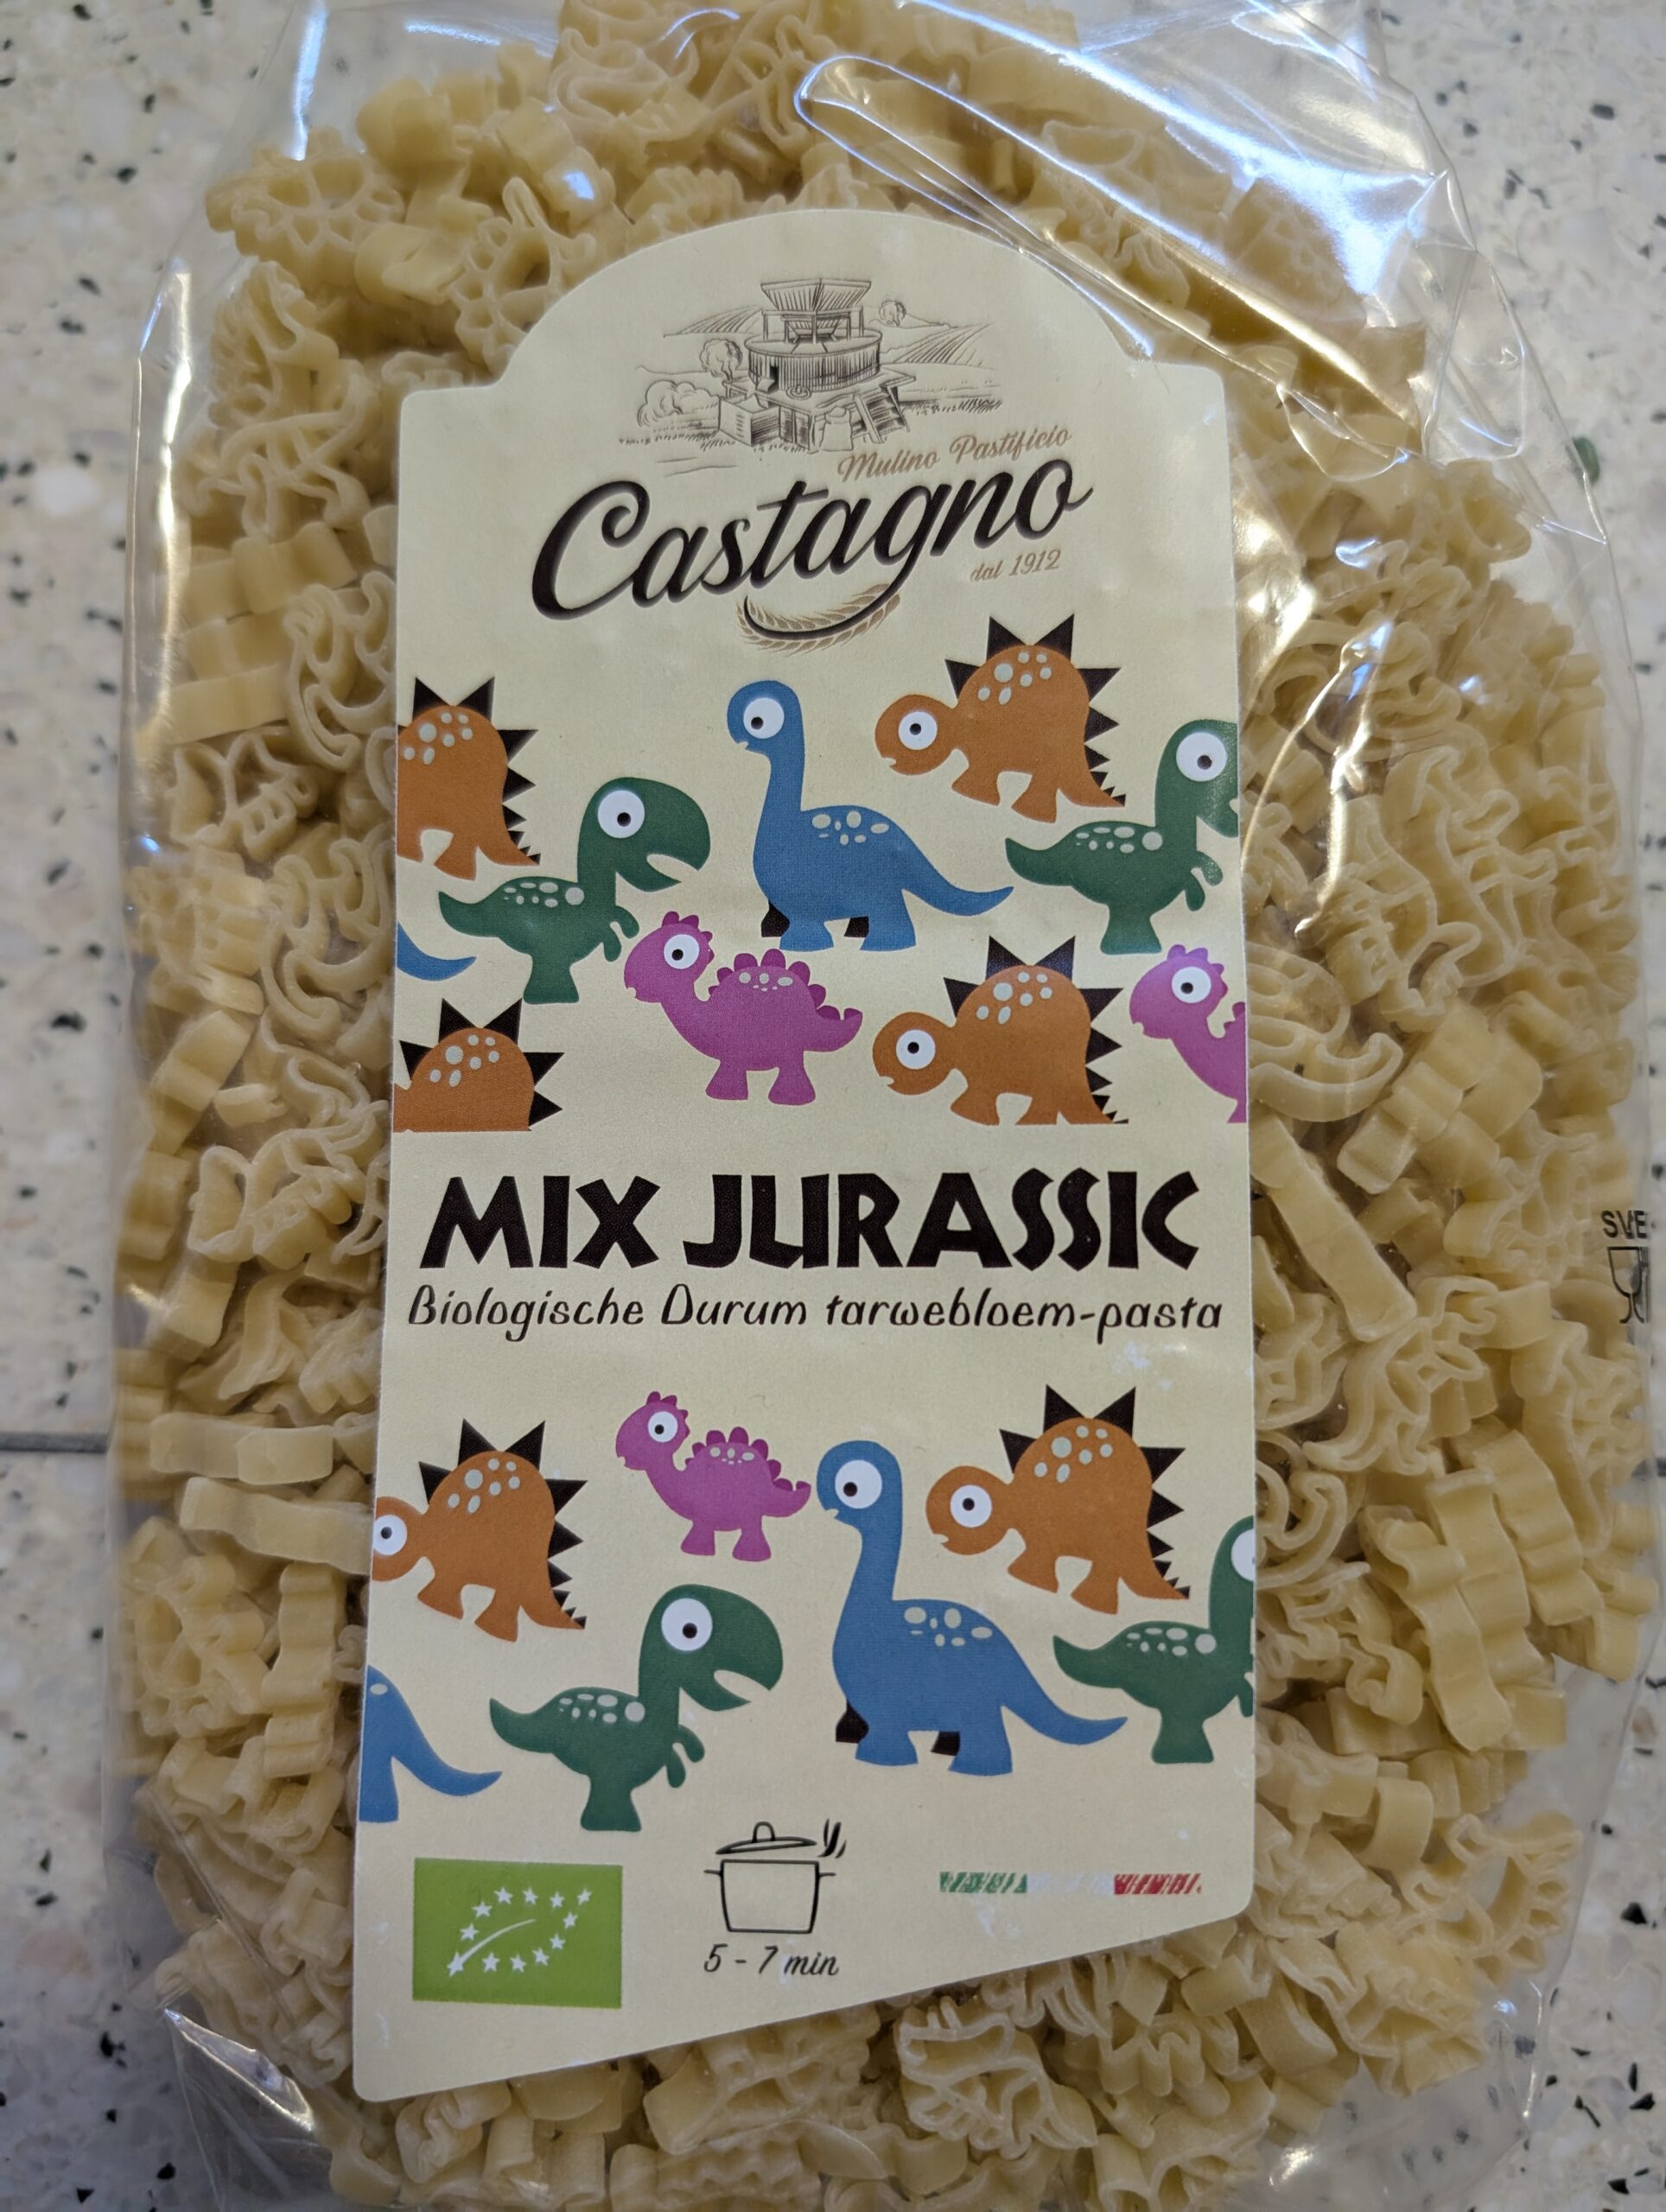 Mulino Pastificio
Castagno
dal 1912
MIX JURASSIC
Biologische Durum tarwebloem-pasta
5 - 7 min